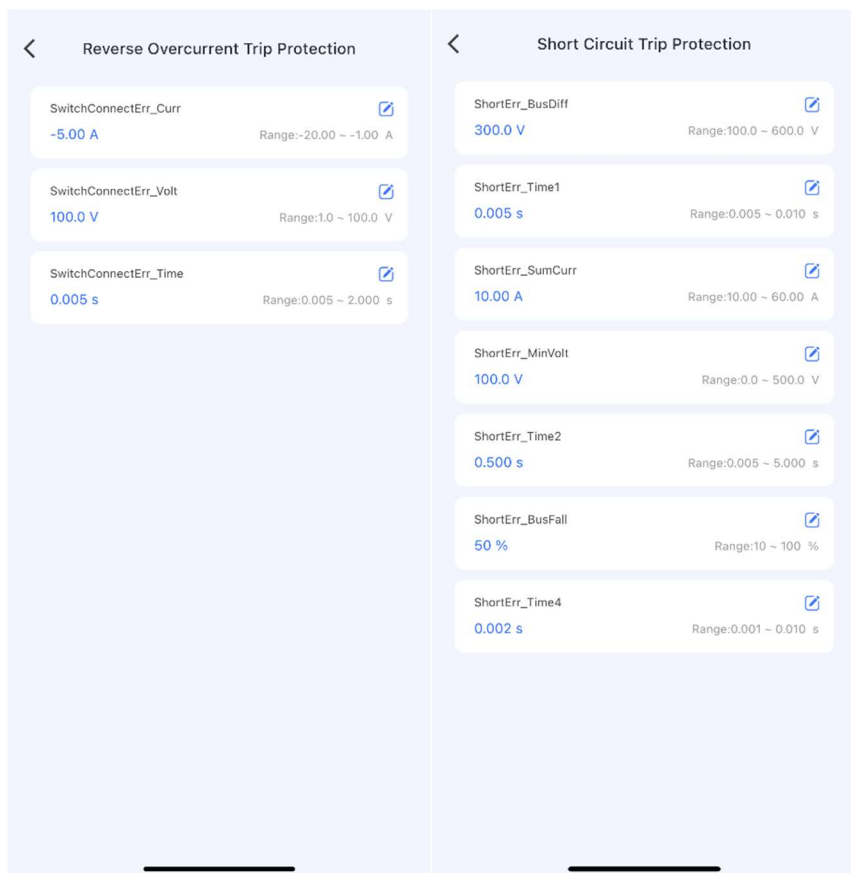 Reverse Overcurrent Trip Protection
SwitchConnectErr_Curr
-5.00 A Range:-20.00 ~ -1.00 A
SwitchConnectErr_Volt
100.0 V Range:1.0 ~ 100.0 V
SwitchConnectErr_Time
0.005 s Range:0.005 ~ 2.000 s
Short Circuit Trip Protection
ShortErr_BusDiff
300.0 V Range:100.0 ~ 600.0 V
ShortErr_Time1
0.005 s Range:0.005 ~ 0.010 s
ShortErr_SumCurr
10.00 A Range:10.00 ~ 60.00 A
ShortErr_MinVolt
100.0 V Range:0.0 ~ 500.0 V
ShortErr_Time2
0.500 s Range:0.005 ~ 5.000 s
ShortErr_BusFall
50 % Range:10 ~ 100 %
ShortErr_Time4
0.002 s Range:0.001 ~ 0.010 s